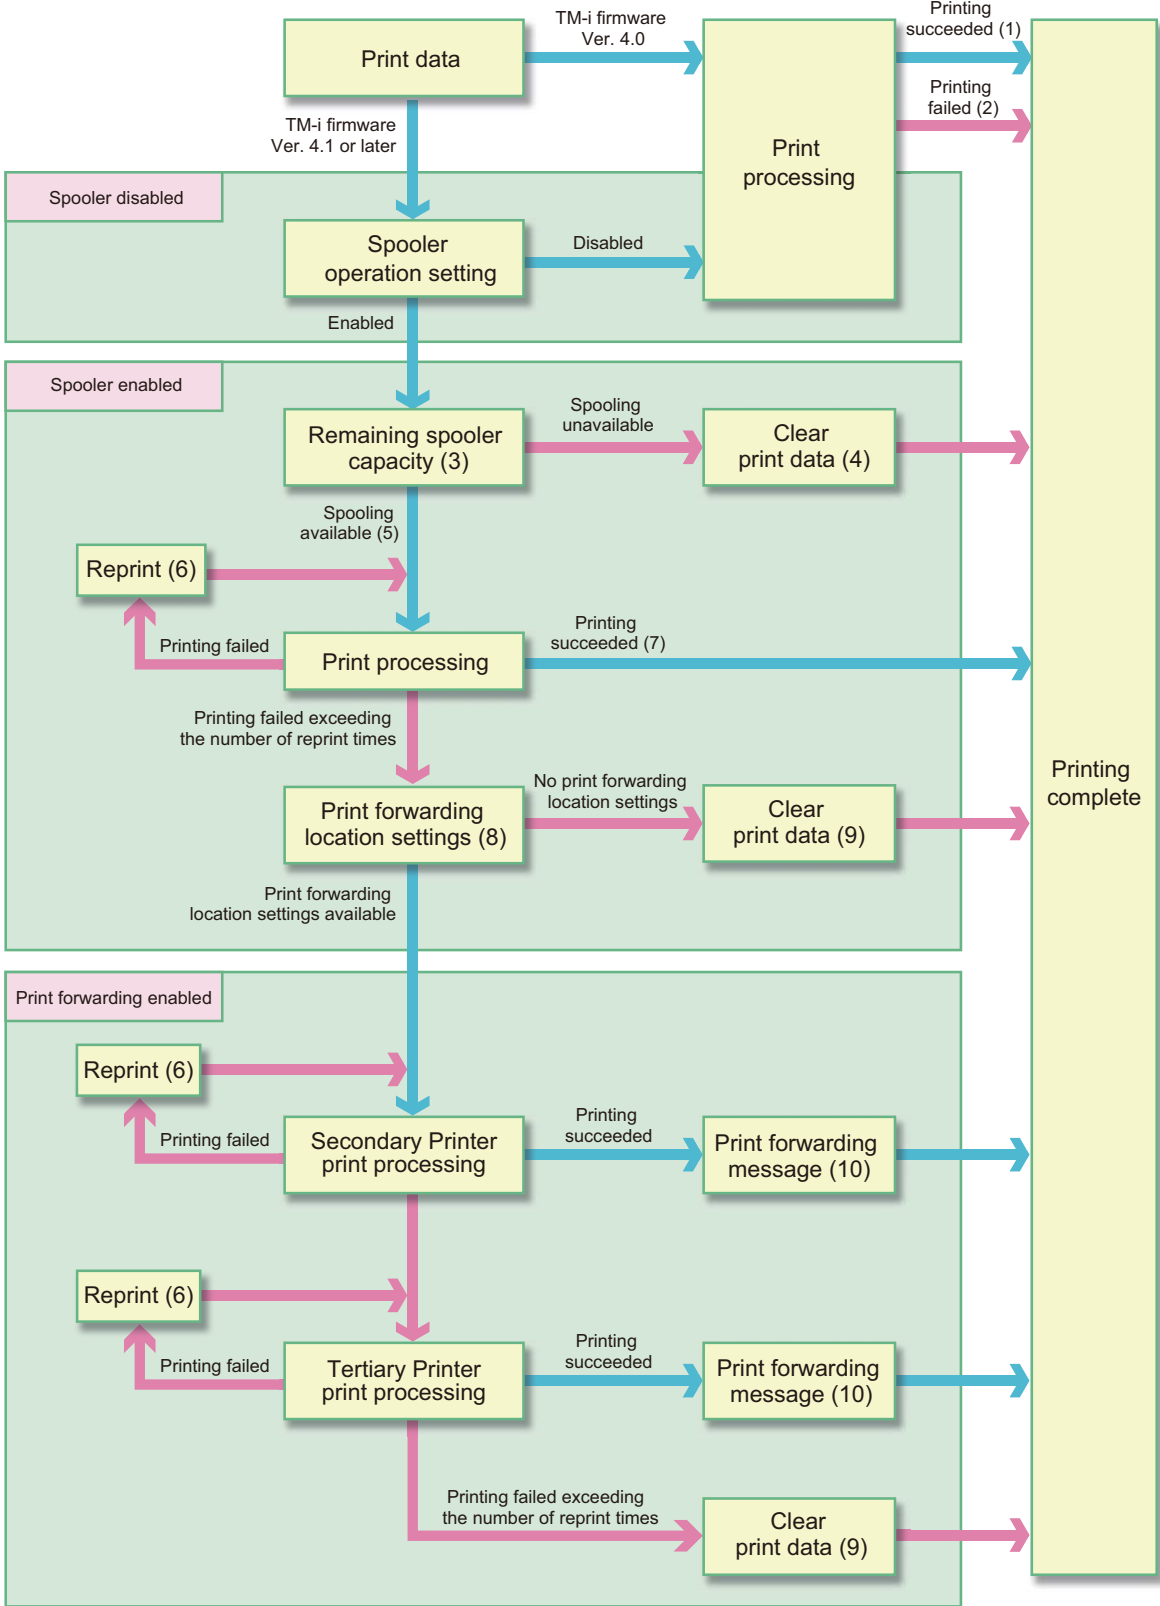 Print data
TM-i firmware
Ver. 4.0
Printing
succeeded (1)
Printing
failed (2)
Print
processing
TM-i firmware
Ver. 4.1 or later
Spooler disabled
Spooler
operation setting
Disabled
Enabled
Spooler enabled
Remaining spooler
capacity (3)
Spooling
unavailable
Clear
print data (4)
Spooling
available (5)
Reprint (6)
Printing failed
Print processing
Printing
succeeded (7)
Printing failed exceeding
the number of reprint times
Print forwarding
location settings (8)
No print forwarding
location settings
Clear
print data (9)
Printing
complete
Print forwarding
location settings available
Print forwarding enabled
Reprint (6)
Printing failed
Secondary Printer
print processing
Printing
succeeded
Print forwarding
message (10)
Reprint (6)
Printing failed
Tertiary Printer
print processing
Printing
succeeded
Print forwarding
message (10)
Printing failed exceeding
the number of reprint times
Clear
print data (9)